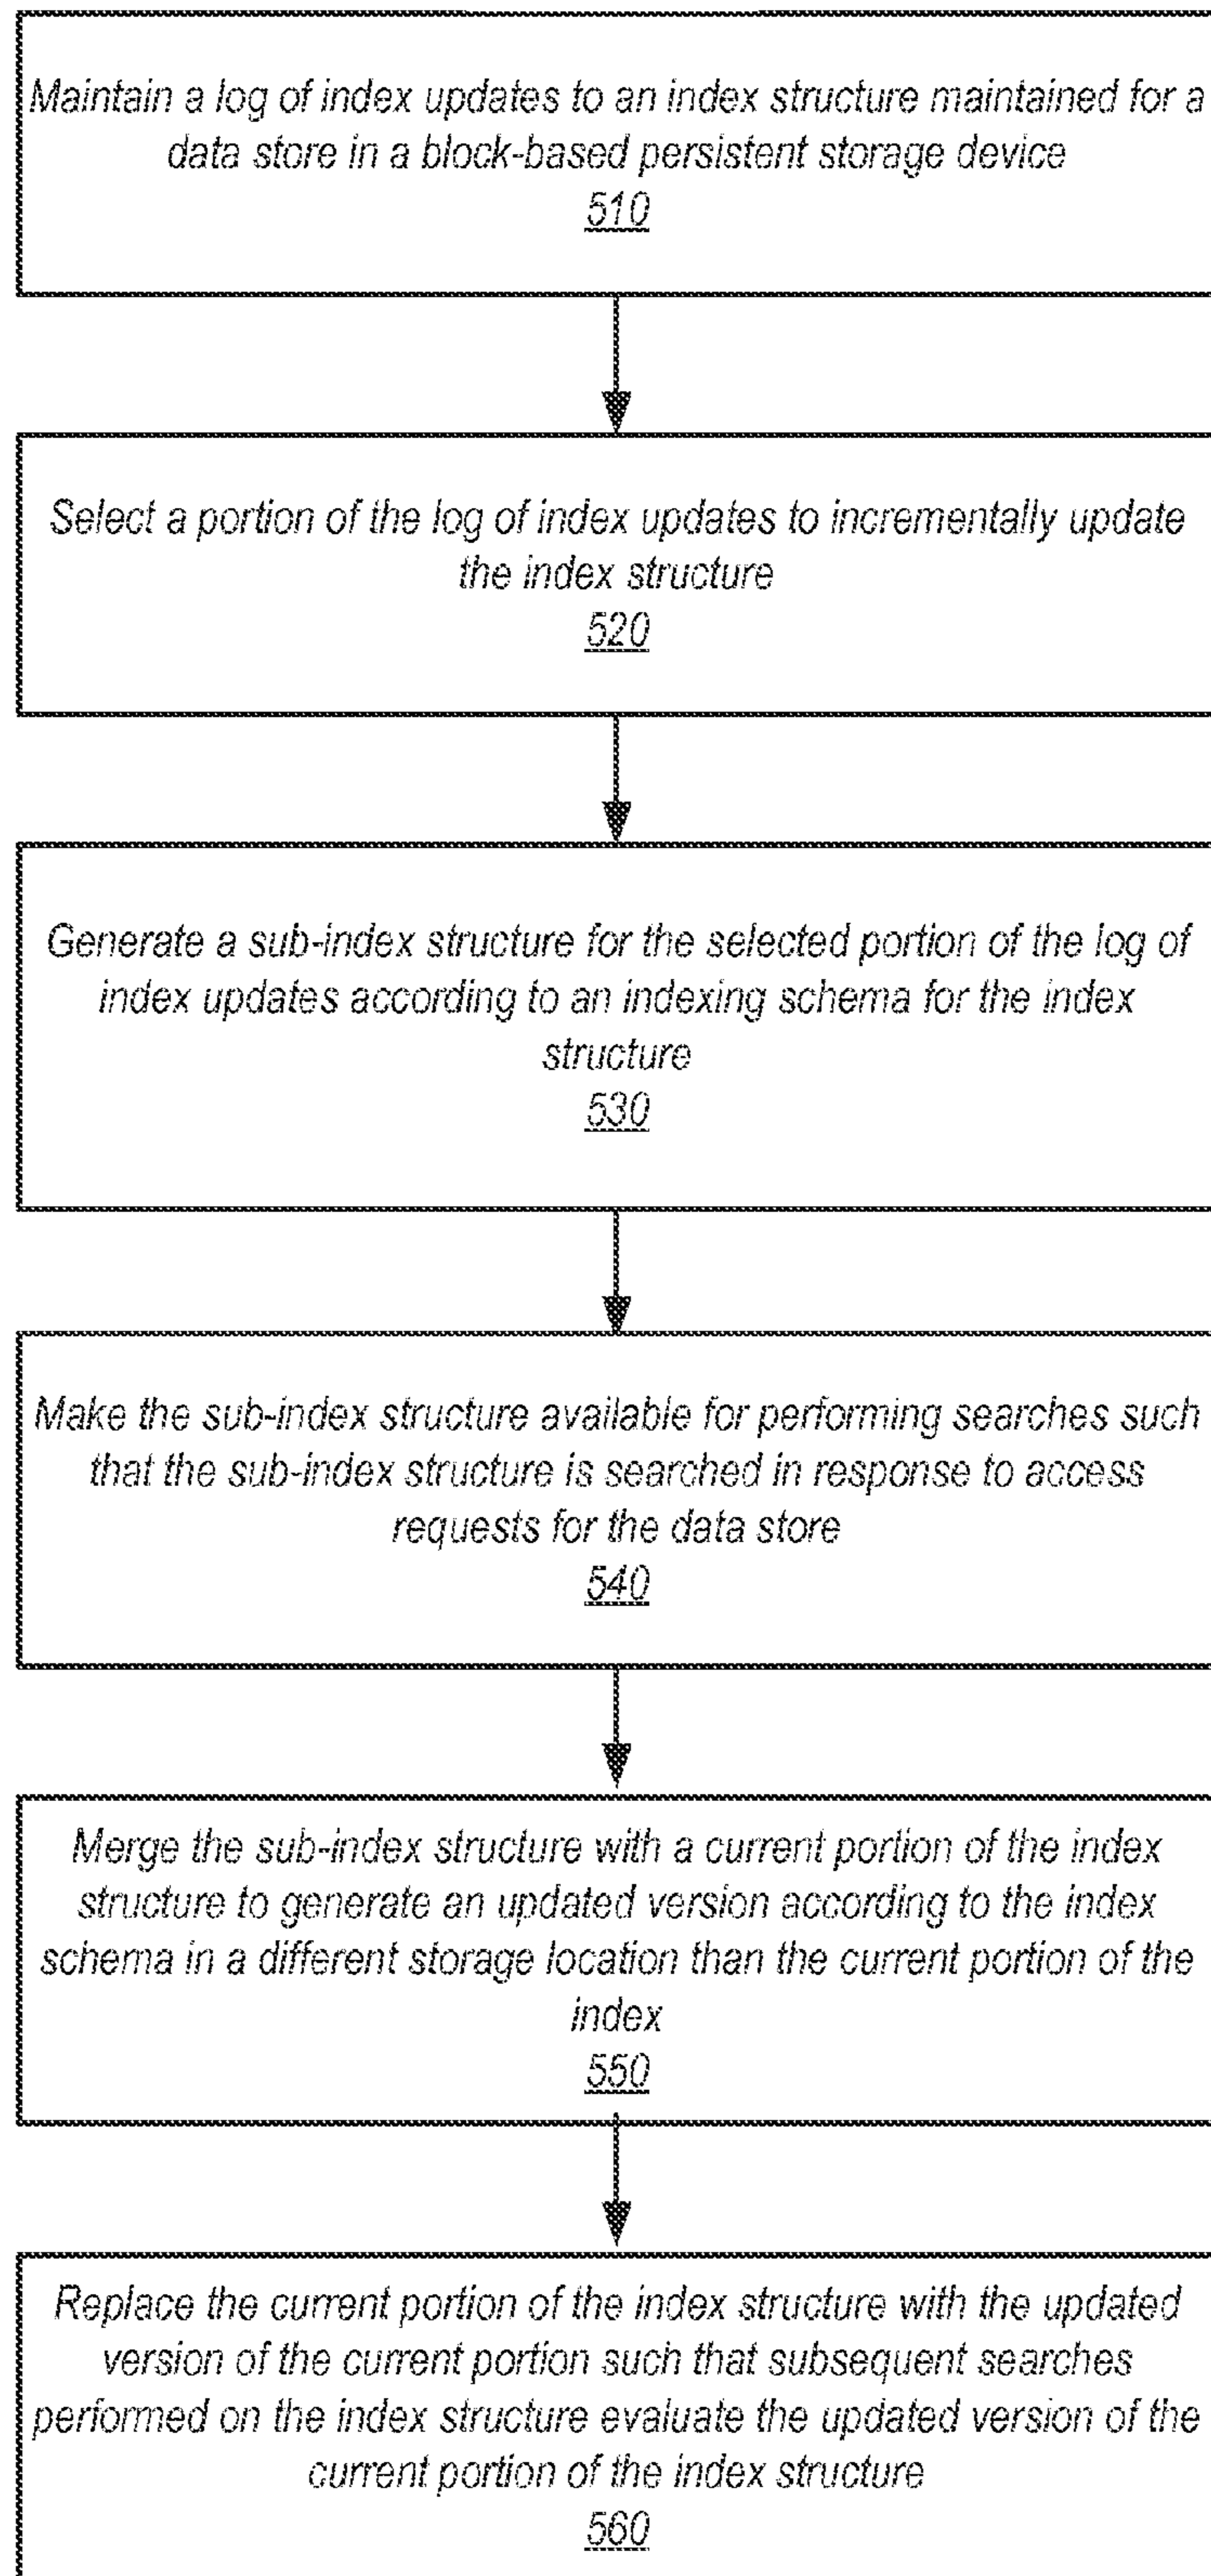 Maintain a log of index updates to an index structure maintained for a
data store in a block-based persistent storage device
510
Select a portion of the log of index updates to incrementally update
the index structure
520
Generate a sub-index structure for the selected portion of the log of
index updates according to an indexing schema for the index
structure
530
Make the sub-index structure available for performing searches such
that the sub-index structure is searched in response to access
requests for the data store
540
Merge the sub-index structure with a current portion of the index
structure to generate an updated version according to the index
schema in a different storage location than the current portion of the
index
550
Replace the current portion of the index structure with the updated
version of the current portion such that subsequent searches
performed on the index structure evaluate the updated version of the
current portion of the index structure
560